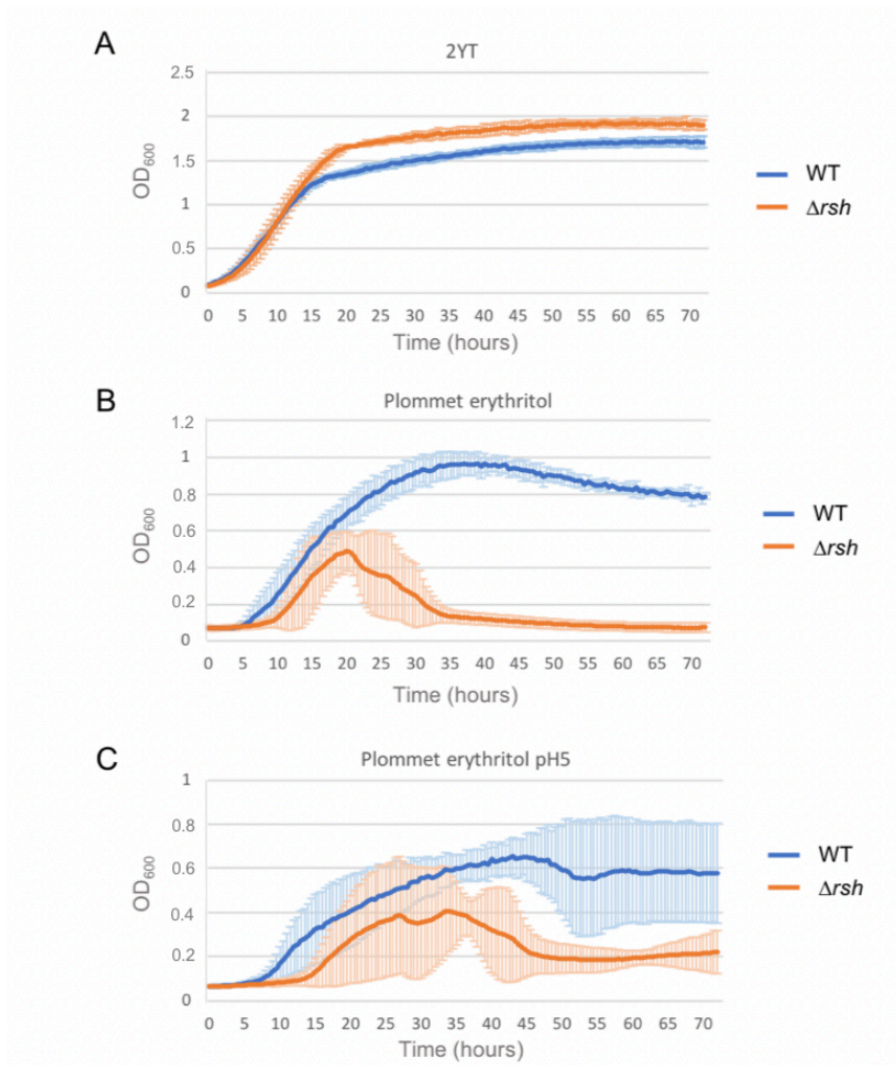 A
2YT
2.5
2
1.5
1
0.5
0
OD600
0 5 10 15 20 25 30 35 40 45 50 55 60 65 70
Time (hours)
WT
Δrsh
B
Plommet erythritol
1.2
1
0.8
0.6
0.4
0.2
0
OD600
0 5 10 15 20 25 30 35 40 45 50 55 60 65 70
Time (hours)
WT
Δrsh
C
Plommet erythritol pH5
1
0.8
0.6
0.4
0.2
0
OD600
0 5 10 15 20 25 30 35 40 45 50 55 60 65 70
Time (hours)
WT
Δrsh